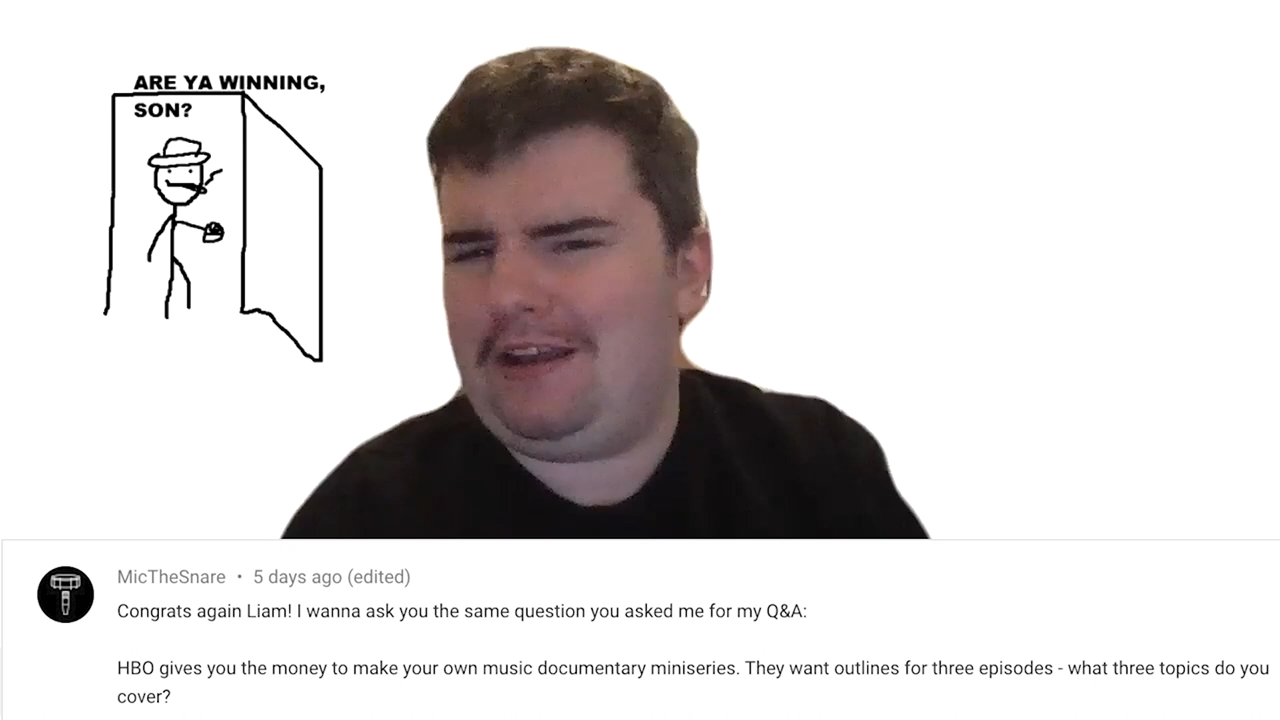 ARE YA WINNING,
SON?
MicTheSnare • 5 days ago (edited)
Congrats again Liam! I wanna ask you the same question you asked me for my Q&A:
HBO gives you the money to make your own music documentary miniseries. They want outlines for three episodes - what three topics do you
cover?